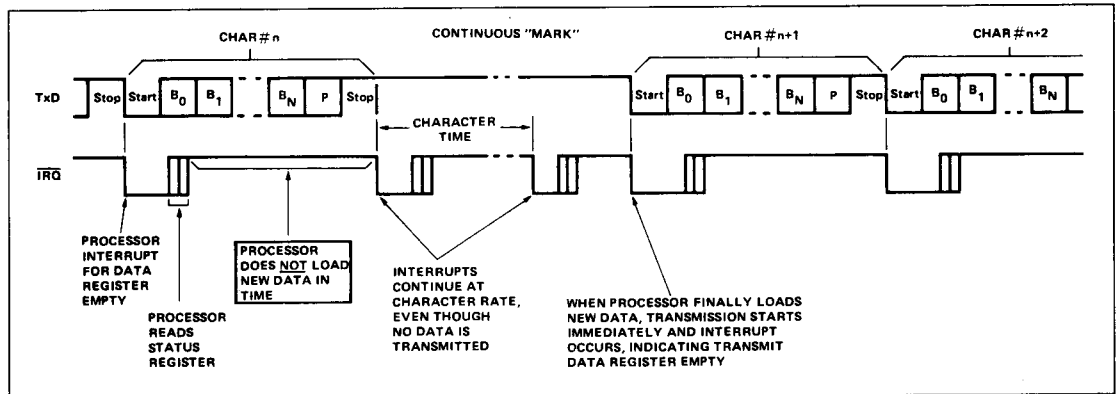 CHAR#n CONTINUOUS "MARK" CHAR#n+1 CHAR#n+2
TxD Stop Start B0 B1 BN P Stop Start B0 B1 BN P Stop Start B0 B1 BN
CHARACTER
TIME
IRQ
PROCESSOR
INTERRUPT
FOR DATA
REGISTER
EMPTY
PROCESSOR
READS
STATUS
REGISTER
PROCESSOR
DOES NOT LOAD
NEW DATA IN
TIME
INTERRUPTS
CONTINUE AT
CHARACTER RATE,
EVEN THOUGH
NO DATA IS
TRANSMITTED
WHEN PROCESSOR FINALLY LOADS
NEW DATA, TRANSMISSION STARTS
IMMEDIATELY AND INTERRUPT
OCCURS, INDICATING TRANSMIT
DATA REGISTER EMPTY